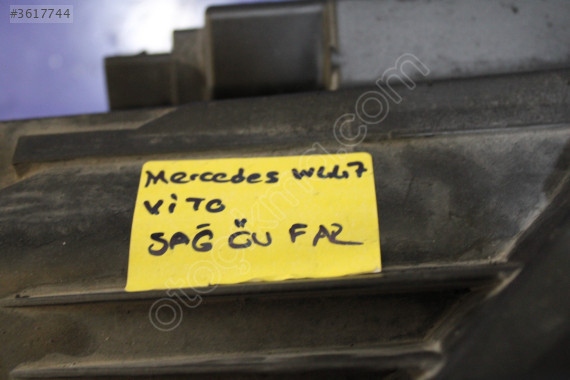 #3617744
Mercedes W447
ViTO
SAĞ ÖN FAR